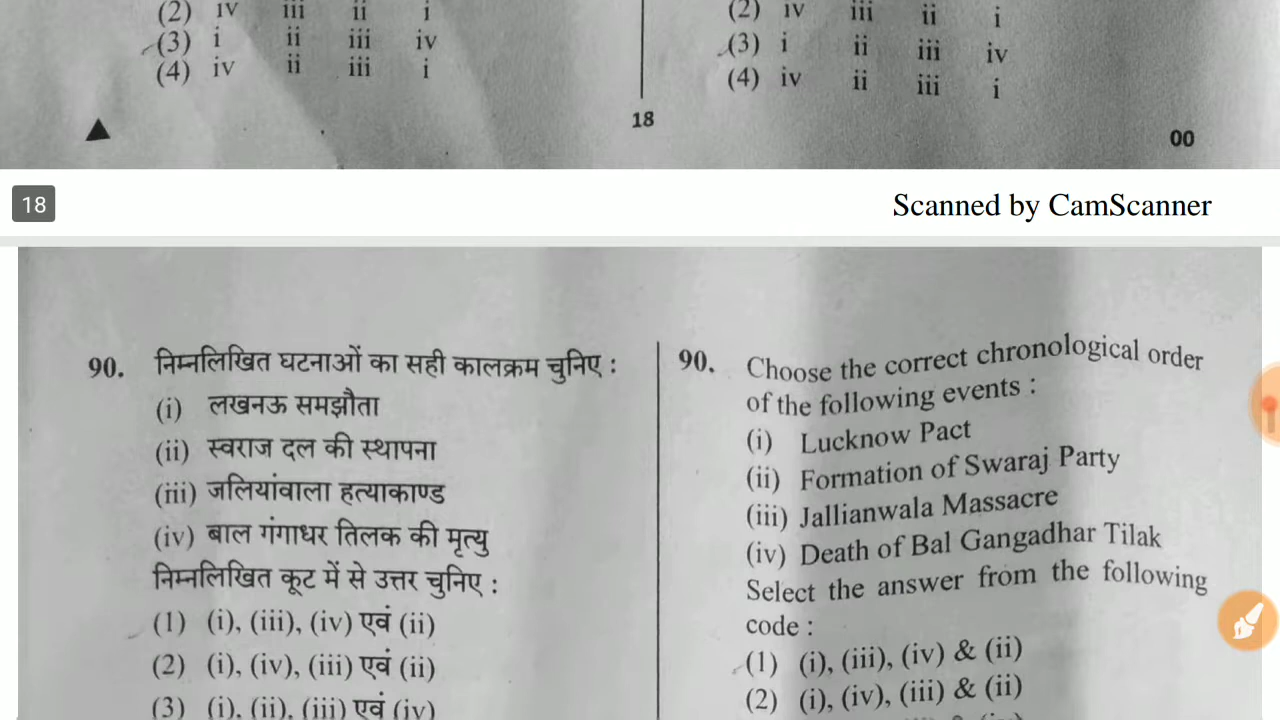 (2) iv iii ii i
(3) i ii iii iv
(4) iv ii iii i
(2) iv iii ii i
(3) i ii iii iv
(4) iv ii iii i
18
00
18
Scanned by CamScanner
90. निम्नलिखित घटनाओं का सही कालक्रम चुनिए :
(i) लखनऊ समझौता
(ii) स्वराज दल की स्थापना
(iii) जलियांवाला हत्याकाण्ड
(iv) बाल गंगाधर तिलक की मृत्यु
निम्नलिखित कूट में से उत्तर चुनिए :
(1) (i), (iii), (iv) एवं (ii)
(2) (i), (iv), (iii) एवं (ii)
(3) (i), (ii), (iii) एवं (iv)
90. Choose the correct chronological order
of the following events :
(i) Lucknow Pact
(ii) Formation of Swaraj Party
(iii) Jallianwala Massacre
(iv) Death of Bal Gangadhar Tilak
Select the answer from the following
code :
(1) (i), (iii), (iv) & (ii)
(2) (i), (iv), (iii) & (ii)